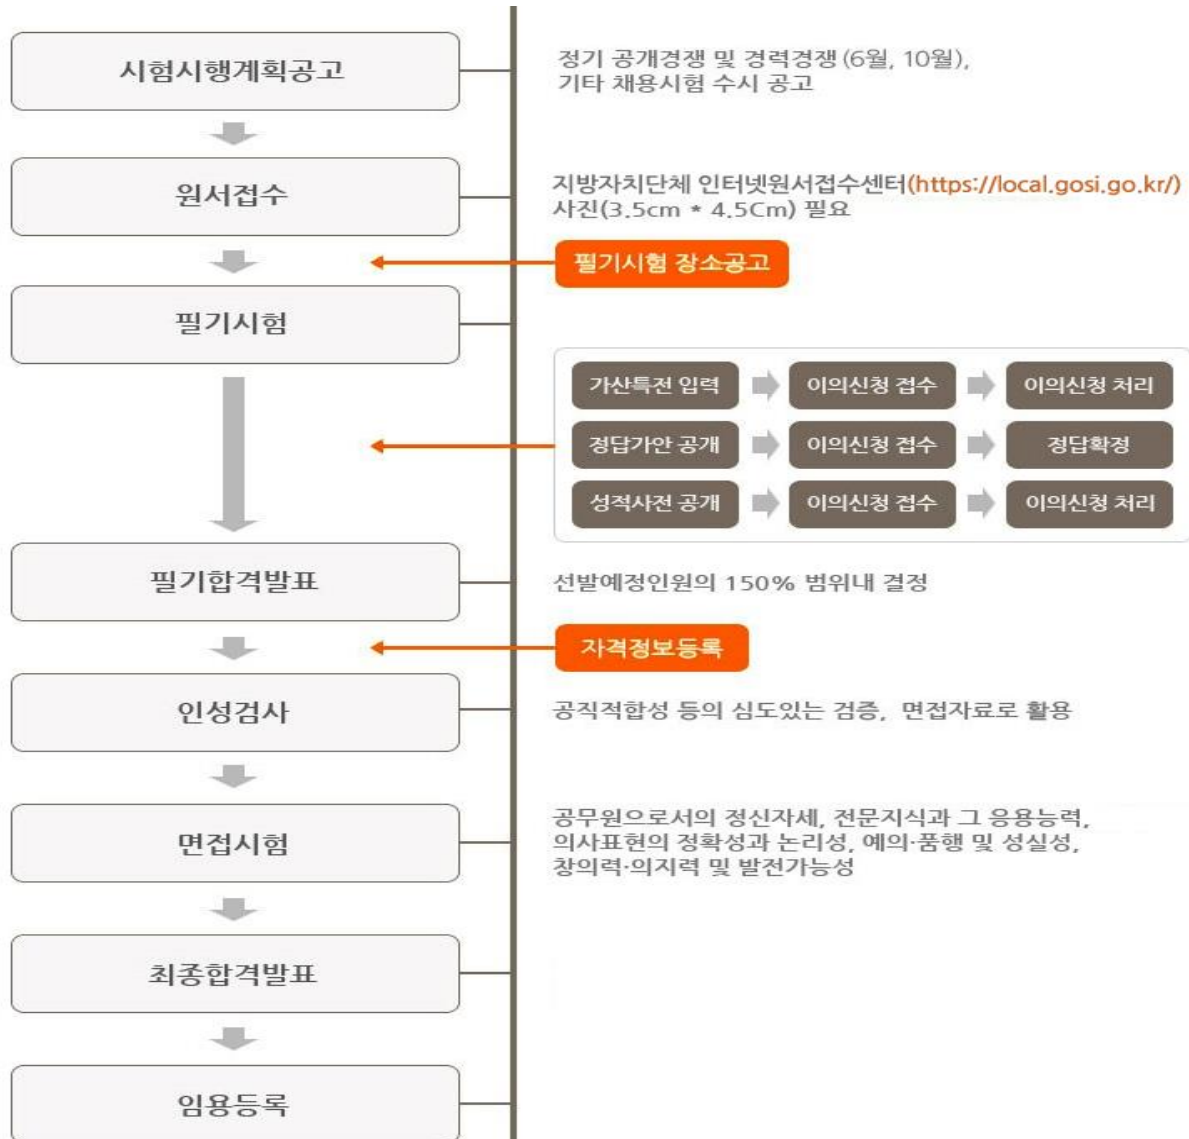 시험시행계획공고
정기 공개경쟁 및 경력경쟁 (6월, 10월),
기타 채용시험 수시 공고
원서접수
지방자치단체 인터넷원서접수센터(https://local.gosi.go.kr/)
사진(3.5cm * 4.5Cm) 필요
필기시험 장소공고
필기시험
가산특전 입력 이의신청 접수 이의신청 처리
정답가안 공개 이의신청 접수 정답확정
성적사전 공개 이의신청 접수 이의신청 처리
필기합격발표
선발예정인원의 150% 범위내 결정
자격정보등록
인성검사
공직적합성 등의 심도있는 검증, 면접자료로 활용
면접시험
공무원으로서의 정신자세, 전문지식과 그 응용능력,
의사표현의 정확성과 논리성, 예의·품행 및 성실성,
창의력·의지력 및 발전가능성
최종합격발표
임용등록